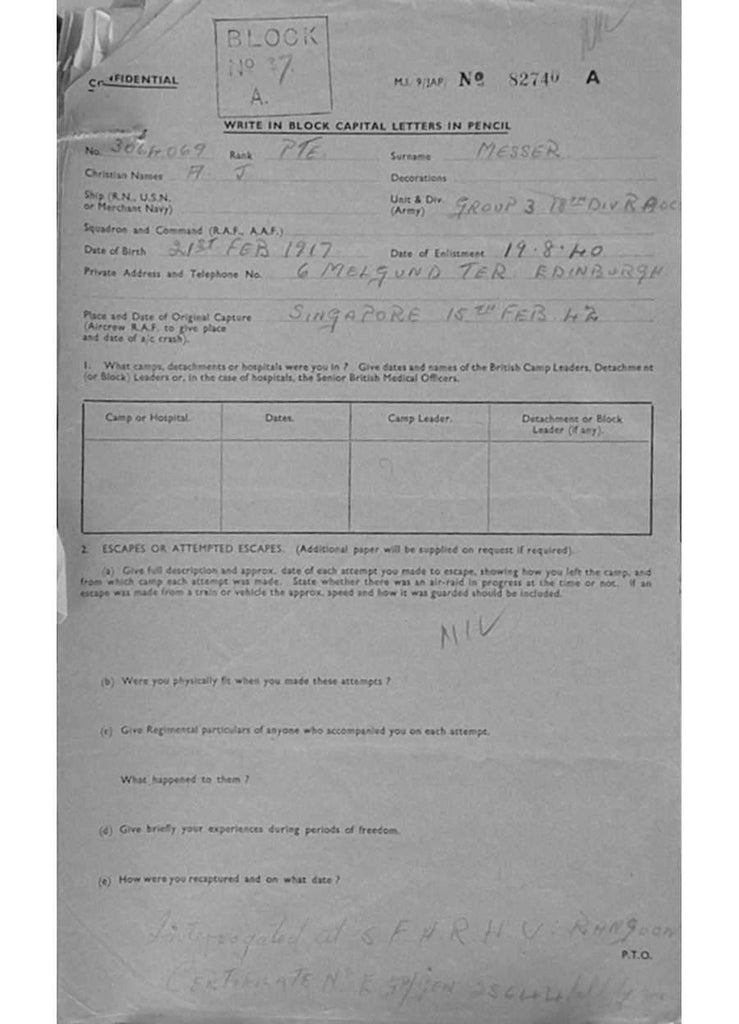 BLOCK
Nº 37
A.
CONFIDENTIAL
M.I. 9/JAP/ Nº 82740 A
WRITE IN BLOCK CAPITAL LETTERS IN PENCIL
No. 3064069 Rank PTE. Surname MESSER
Christian Names A J Decorations
Ship (R.N., U.S.N. or Merchant Navy)
Unit & Div. (Army) GROUP 3 18TH DIV RAOC
Squadron and Command (R.A.F., A.A.F.)
Date of Birth 21ST FEB 1917 Date of Enlistment 19.8.40
Private Address and Telephone No. 6 MELGUND TER. EDINBURGH
Place and Date of Original Capture SINGAPORE 15TH FEB. 42
(Aircrew R.A.F. to give place
and date of a/c crash).
1. What camps, detachments or hospitals were you in ? Give dates and names of the British Camp Leaders, Detachment
(or Block) Leaders or, in the case of hospitals, the Senior British Medical Officers.
Camp or Hospital. Dates. Camp Leader. Detachment or Block
Leader (if any).
2. ESCAPES OR ATTEMPTED ESCAPES. (Additional paper will be supplied on request if required).
(a) Give full description and approx. date of each attempt you made to escape, showing how you left the camp, and
from which camp each attempt was made. State whether there was an air-raid in progress at the time or not. If an
escape was made from a train or vehicle the approx. speed and how it was guarded should be included.
NIL
(b) Were you physically fit when you made these attempts ?
(c) Give Regimental particulars of anyone who accompanied you on each attempt.
What happened to them ?
(d) Give briefly your experiences during periods of freedom.
(e) How were you recaptured and on what date ?
Interrogated at S F H R H U. RANGOON
P.T.O.
CERTIFICATE Nº